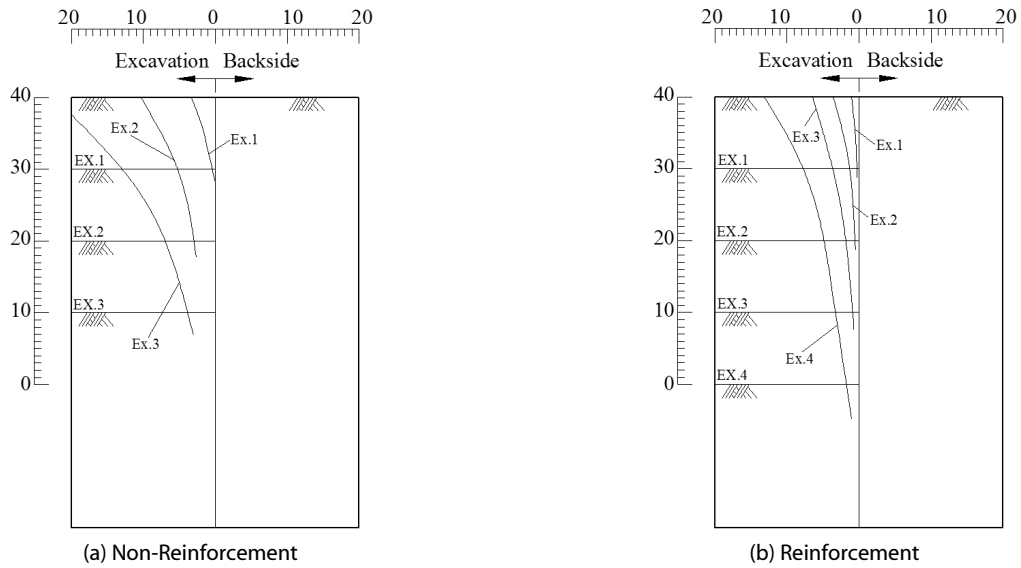 20 10 0 10 20
Excavation Backside
40
30
20
10
0
EX.1
EX.2
EX.3
Ex.2
Ex.1
Ex.3
(a) Non-Reinforcement
20 10 0 10 20
Excavation Backside
40
30
20
10
0
EX.1
EX.2
EX.3
EX.4
Ex.3
Ex.1
Ex.2
Ex.4
(b) Reinforcement